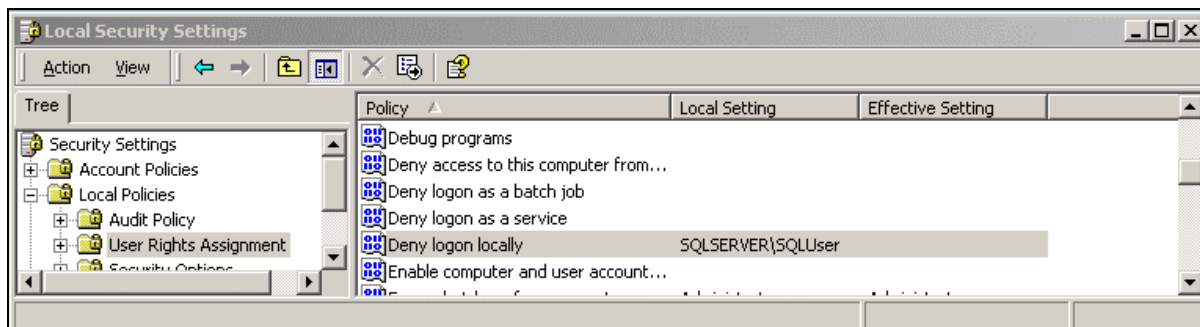 Local Security Settings
Action View
Tree
Policy Local Setting Effective Setting
Security Settings
Account Policies
Local Policies
Audit Policy
User Rights Assignment
Security Options
Debug programs
Deny access to this computer from...
Deny logon as a batch job
Deny logon as a service
Deny logon locally SQLSERVER\SQLUser
Enable computer and user account...